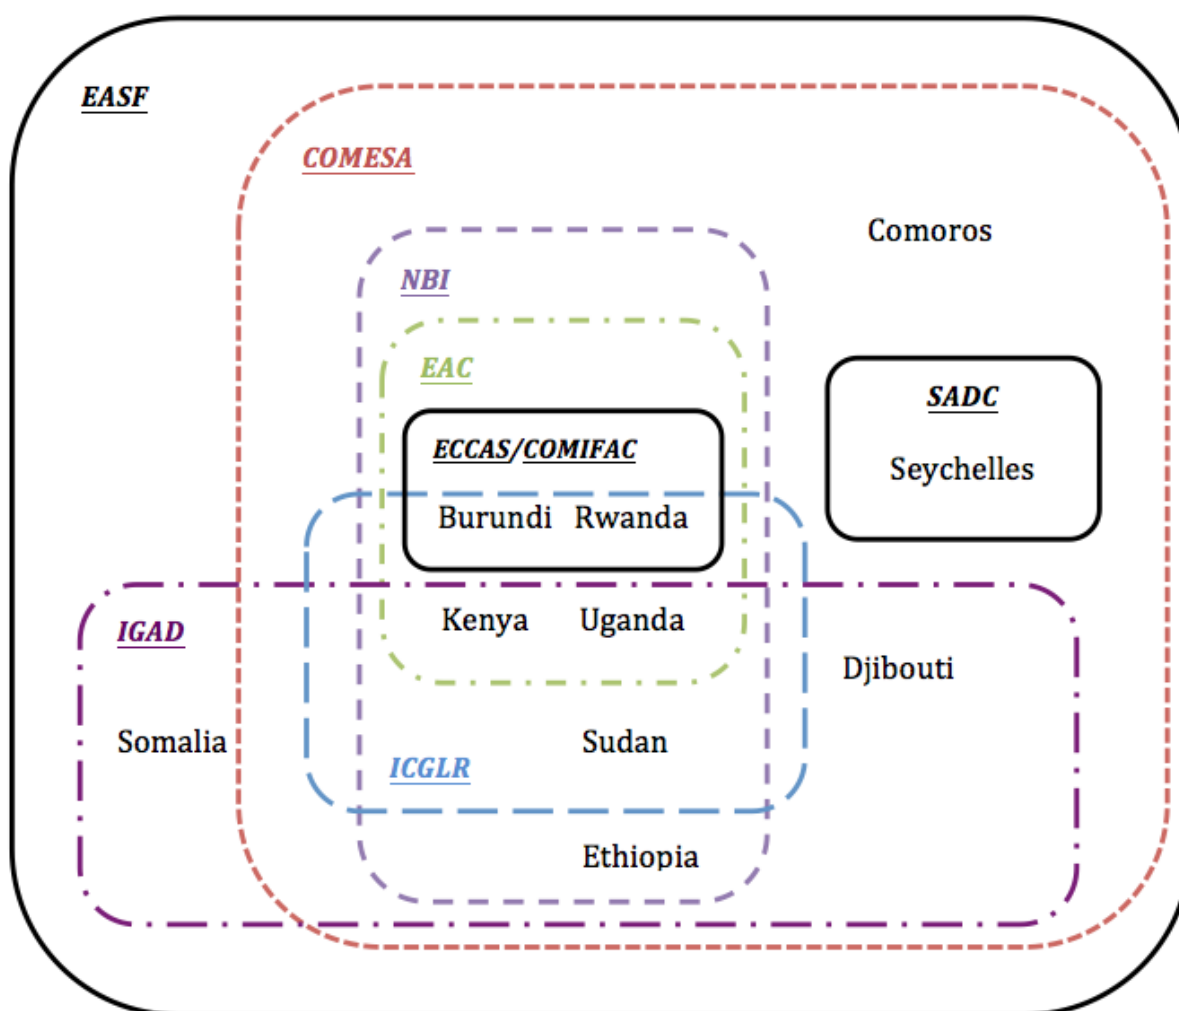 EASF
COMESA
Comoros
NBI
EAC
SADC
ECCAS/COMIFAC
Seychelles
Burundi Rwanda
Kenya Uganda
IGAD
Djibouti
Somalia
Sudan
ICGLR
Ethiopia